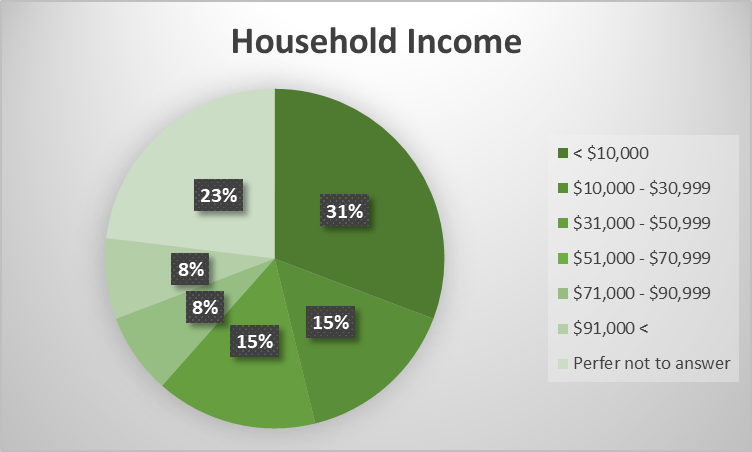 Household Income
31%
15%
15%
8%
8%
23%
< $10,000
$10,000 - $30,999
$31,000 - $50,999
$51,000 - $70,999
$71,000 - $90,999
$91,000 <
Perfer not to answer